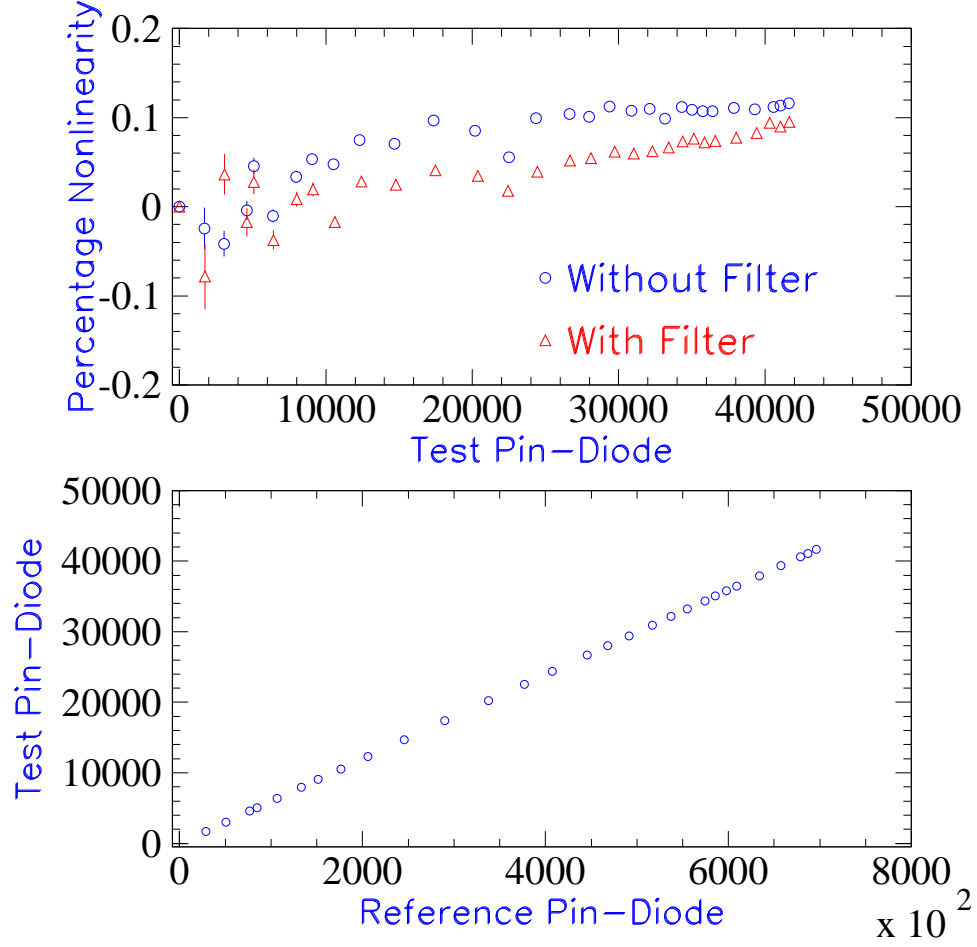 Percentage Nonlinearity
0.2
0.1
0
-0.1
-0.2
Without Filter
With Filter
0 10000 20000 30000 40000 50000
Test Pin-Diode
Test Pin-Diode
50000
40000
30000
20000
10000
0
0 2000 4000 6000 8000
Reference Pin-Diode
x 10 2